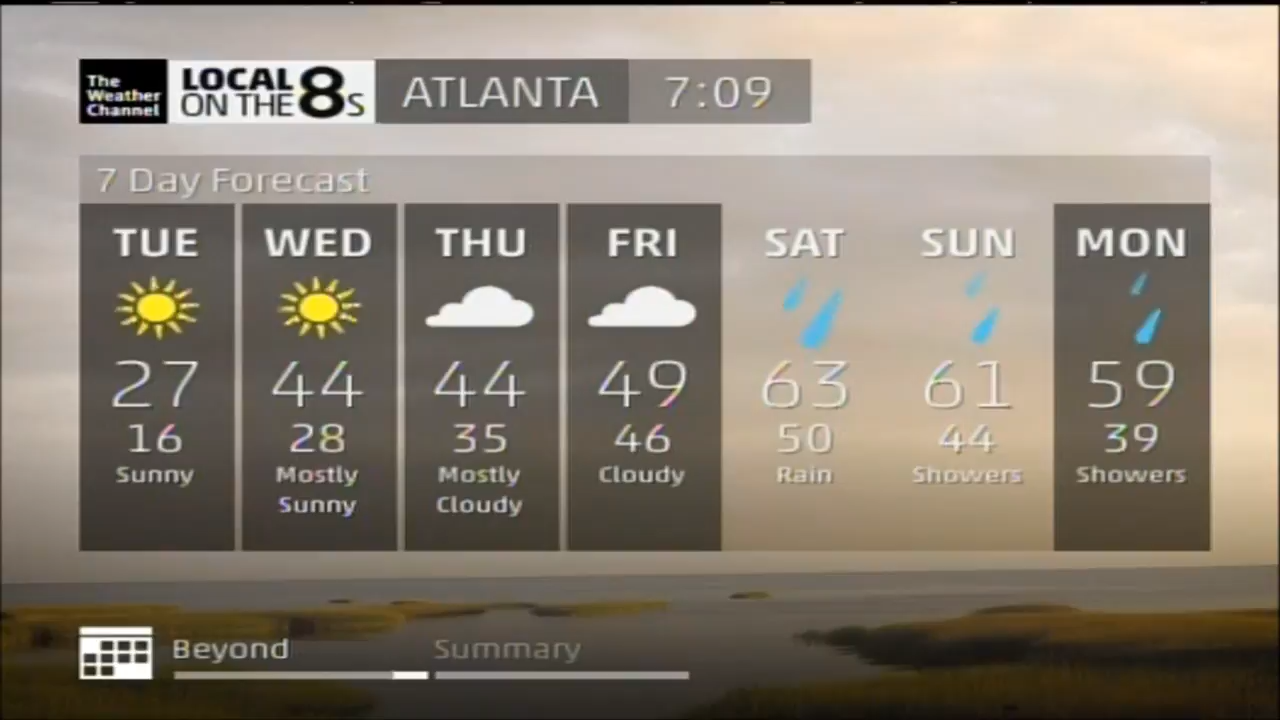 The Weather Channel LOCAL ON THE 8s ATLANTA 7:09
7 Day Forecast
TUE WED THU FRI SAT SUN MON
27 44 44 49 63 61 59
16 28 35 46 50 44 39
Sunny Mostly Mostly Cloudy Rain Showers Showers
Sunny Cloudy
Beyond Summary